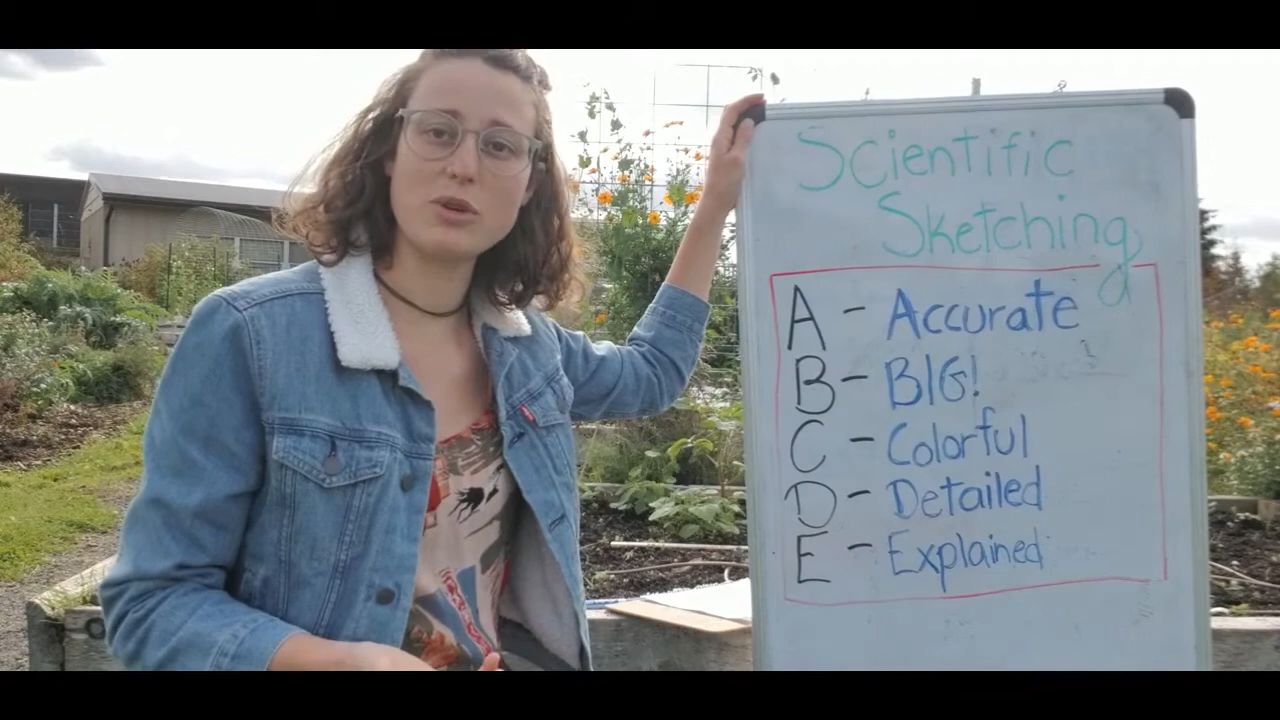 Scientific
Sketching
A - Accurate
B - BIG!
C - Colorful
D - Detailed
E - Explained